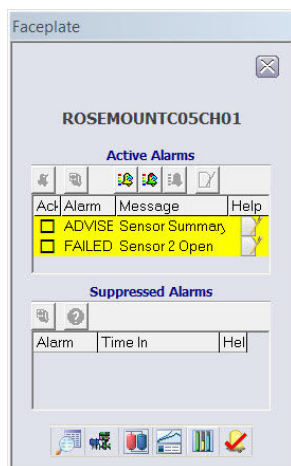 Faceplate
ROSEMOUNTC05CH01
Active Alarms
Ack Alarm Message Help
ADVISE Sensor Summary
FAILED Sensor 2 Open
Suppressed Alarms
Alarm Time In Hel